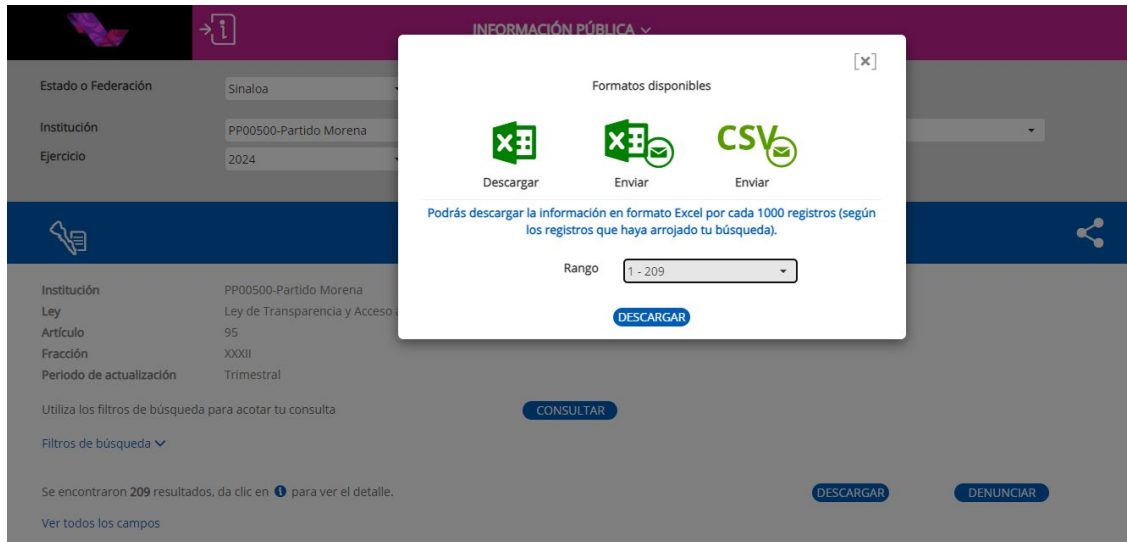 INFORMACIÓN PÚBLICA
[×]
Formatos disponibles
Descargar
Enviar
CSV
Enviar
Podrás descargar la información en formato Excel por cada 1000 registros (según
los registros que haya arrojado tu búsqueda).
Rango 1 - 209
DESCARGAR
Estado o Federación Sinaloa
Institución PP00500-Partido Morena
Ejercicio 2024
Institución PP00500-Partido Morena
Ley Ley de Transparencia y Acceso
Artículo 95
Fracción XXXII
Periodo de actualización Trimestral
Utiliza los filtros de búsqueda para acotar tu consulta CONSULTAR
Filtros de búsqueda
Se encontraron 209 resultados, da clic en i para ver el detalle. DESCARGAR DENUNCIAR
Ver todos los campos